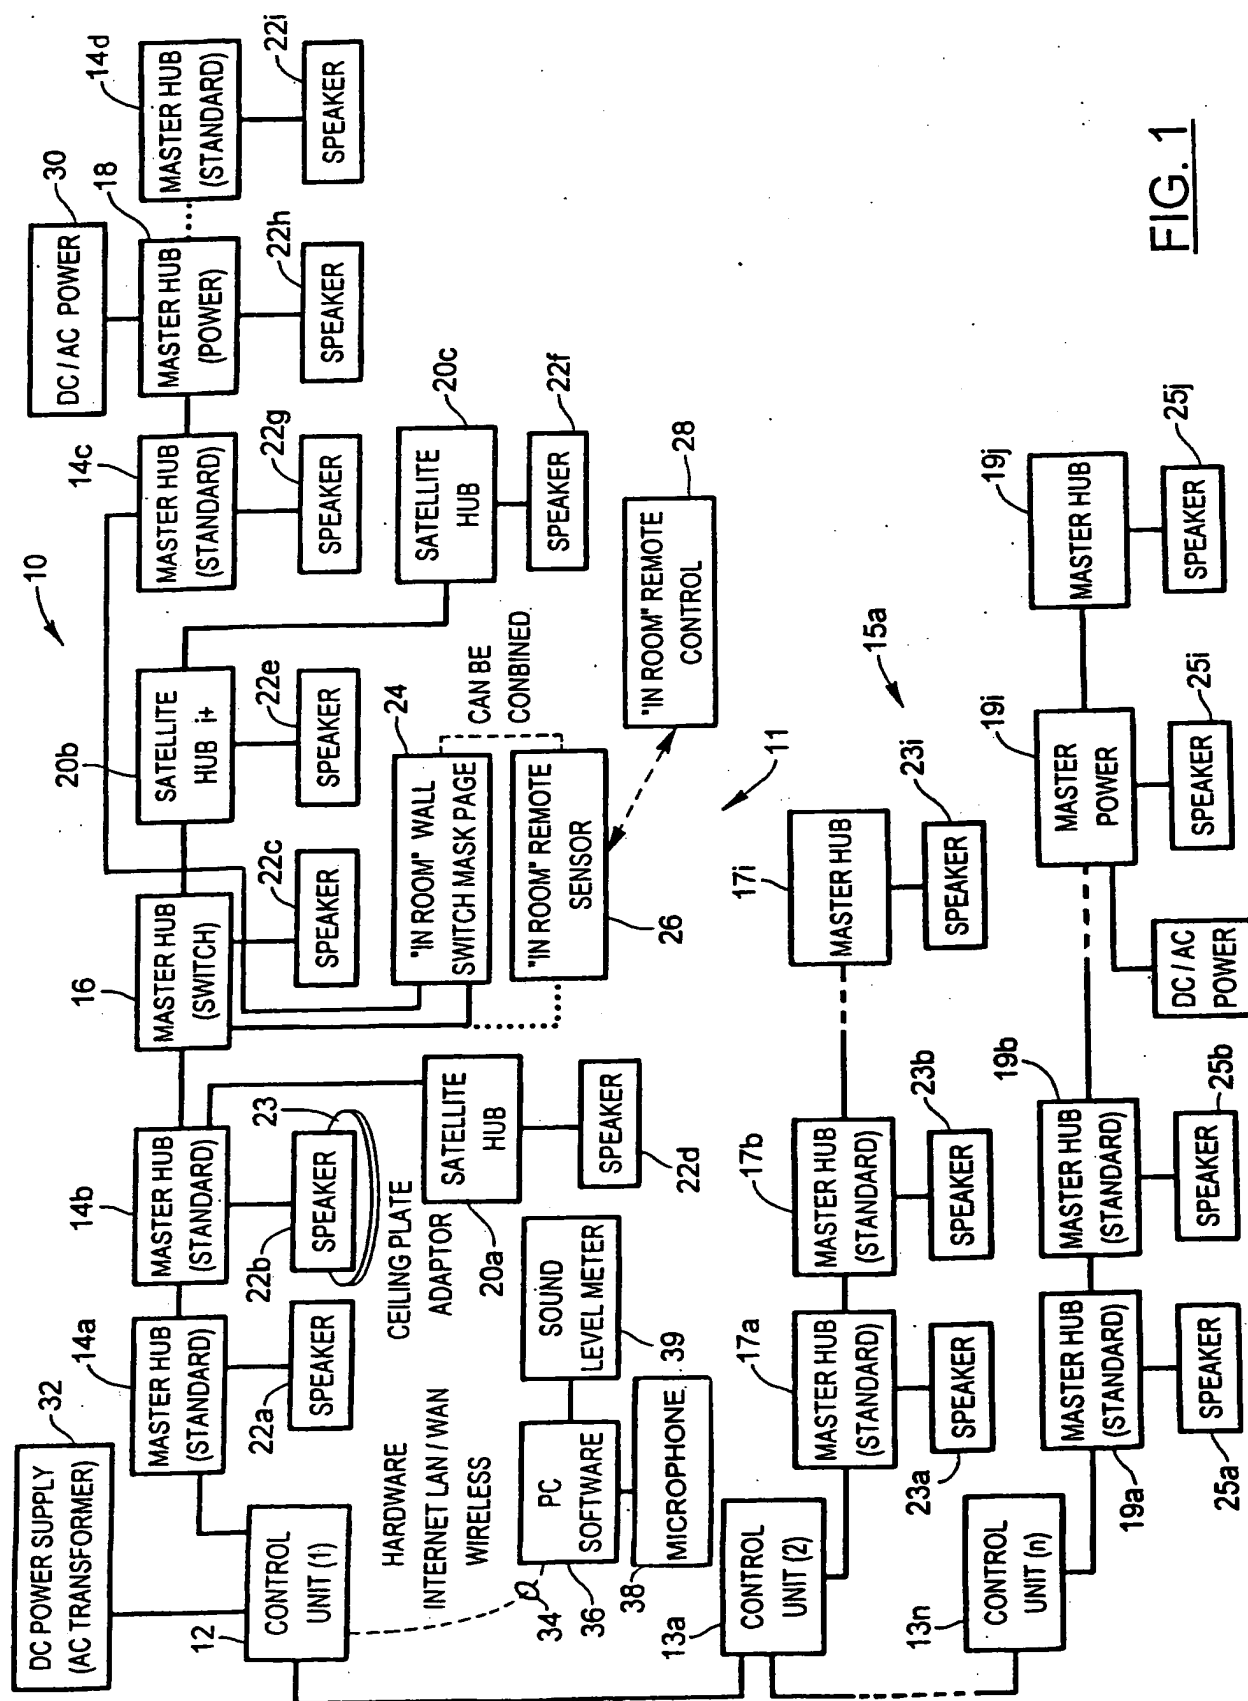 10
32
DC POWER SUPPLY
(AC TRANSFORMER)
12
CONTROL
UNIT (1)
14a
MASTER HUB
(STANDARD)
22a
SPEAKER
14b
MASTER HUB
(STANDARD)
22b
SPEAKER
23
CEILING PLATE
ADAPTOR
16
MASTER HUB
(SWITCH)
22c
SPEAKER
20b
SATELLITE
HUB i+
22e
SPEAKER
14c
MASTER HUB
(STANDARD)
22g
SPEAKER
30
DC / AC POWER
18
MASTER HUB
(POWER)
22h
SPEAKER
14d
MASTER HUB
(STANDARD)
22i
SPEAKER
HARDWARE
INTERNET LAN / WAN
WIRELESS
20a
SATELLITE
HUB
SPEAKER
22d
24
"IN ROOM" WALL
SWITCH MASK PAGE
CAN BE
CONBINED
"IN ROOM" REMOTE
SENSOR
26
20c
SATELLITE
HUB
22f
SPEAKER
28
"IN ROOM" REMOTE
CONTROL
34
PC
SOFTWARE
36
SOUND
LEVEL METER
39
MICROPHONE
38
11
13a
CONTROL
UNIT (2)
17a
MASTER HUB
(STANDARD)
23a
SPEAKER
17b
MASTER HUB
(STANDARD)
23b
SPEAKER
17i
MASTER HUB
23i
SPEAKER
15a
13n
CONTROL
UNIT (n)
19a
MASTER HUB
(STANDARD)
25a
SPEAKER
19b
MASTER HUB
(STANDARD)
25b
SPEAKER
DC / AC
POWER
19i
MASTER
POWER
25i
SPEAKER
19j
MASTER HUB
25j
SPEAKER
FIG. 1